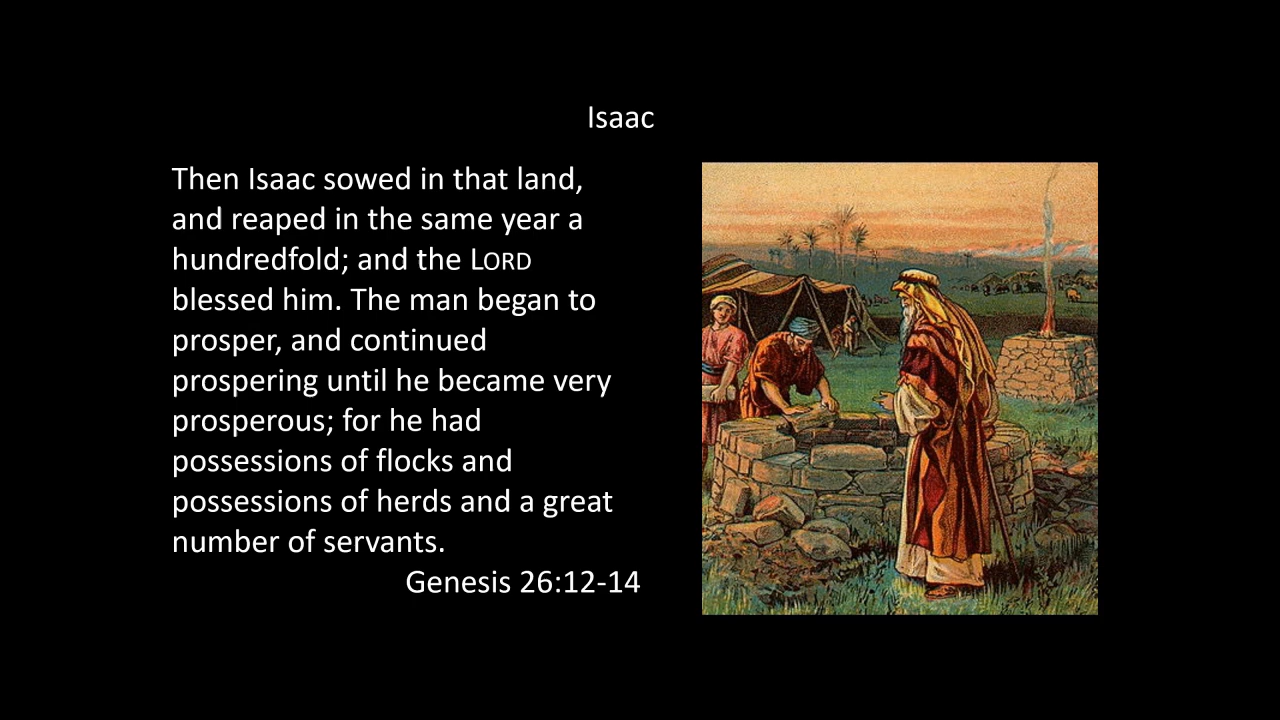 Isaac
Then Isaac sowed in that land,
and reaped in the same year a
hundredfold; and the LORD
blessed him. The man began to
prosper, and continued
prospering until he became very
prosperous; for he had
possessions of flocks and
possessions of herds and a great
number of servants.
Genesis 26:12-14